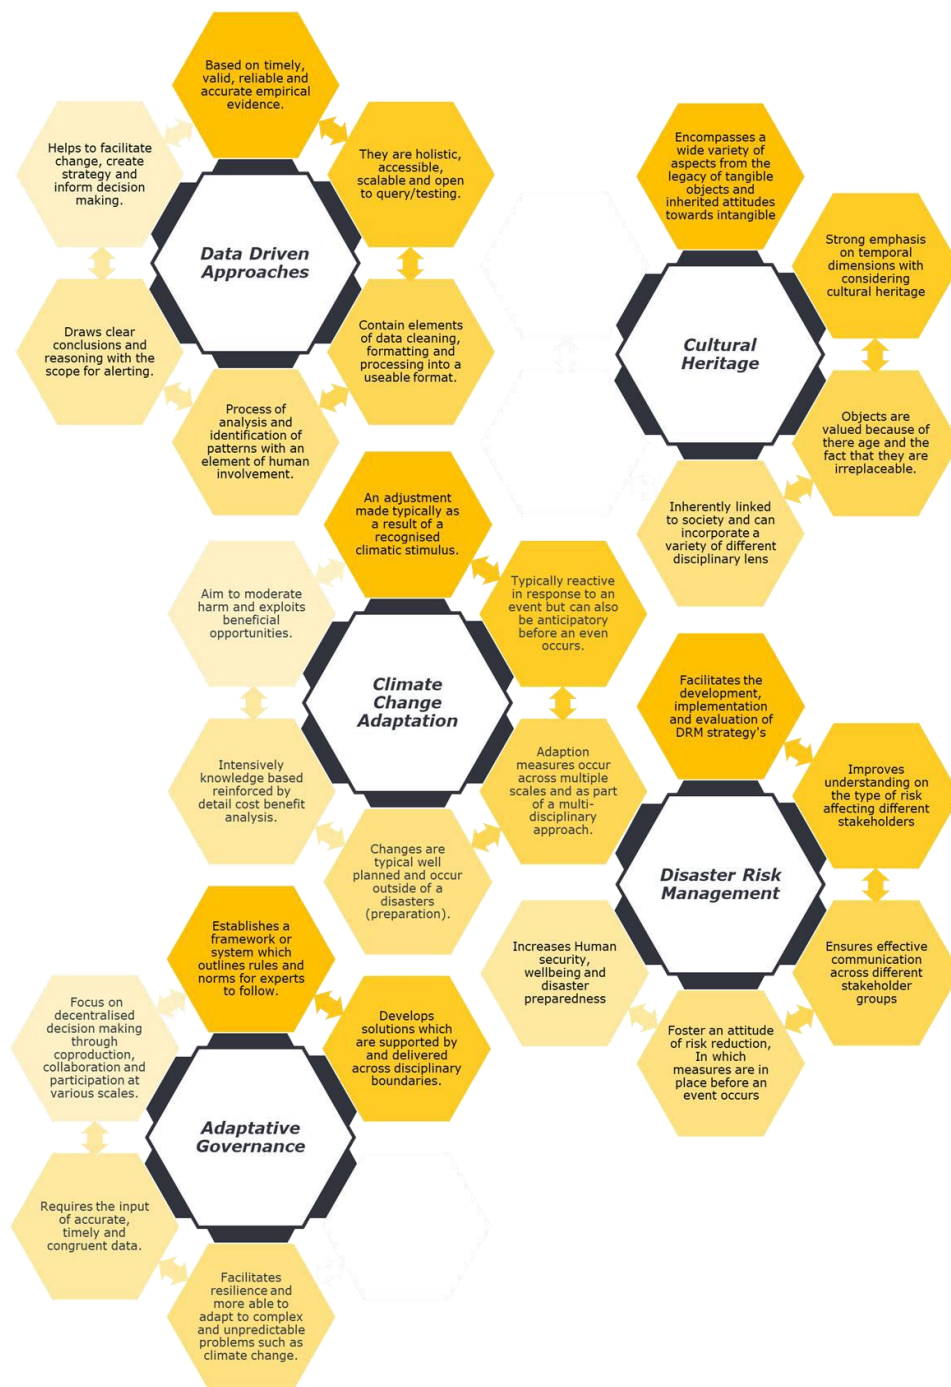 Based on timely,
valid, reliable and
accurate empirical
evidence.
Helps to facilitate
change, create
strategy and
inform decision
making.
They are holistic,
accessible,
scalable and open
to query/testing.
Data Driven
Approaches
Draws clear
conclusions and
reasoning with the
scope for alerting.
Contain elements
of data cleaning,
formatting and
processing into a
useable format.
Process of
analysis and
identification of
patterns with an
element of human
involvement.
Encompasses a
wide variety of
aspects from the
legacy of tangible
objects and
inherited attitudes
towards intangible
Strong emphasis
on temporal
dimensions with
considering
cultural heritage
Cultural
Heritage
Objects are
valued because of
there age and the
fact that they are
irreplaceable.
Inherently linked
to society and can
incorporate a
variety of different
disciplinary lens
An adjustment
made typically as
a result of a
recognised
climatic stimulus.
Aim to moderate
harm and exploits
beneficial
opportunities.
Typically reactive
in response to an
event but can also
be anticipatory
before an even
occurs.
Climate
Change
Adaptation
Intensively
knowledge based
reinforced by
detail cost benefit
analysis.
Adaption
measures occur
across multiple
scales and as part
of a multi-
disciplinary
approach.
Changes are
typical well
planned and occur
outside of a
disasters
(preparation).
Facilitates the
development,
implementation
and evaluation of
DRM strategy's
Improves
understanding on
the type of risk
affecting different
stakeholders
Disaster Risk
Management
Increases Human
security,
wellbeing and
disaster
preparedness
Ensures effective
communication
across different
stakeholder
groups
Foster an attitude
of risk reduction,
In which
measures are in
place before an
event occurs
Establishes a
framework or
system which
outlines rules and
norms for experts
to follow.
Focus on
decentralised
decision making
through
coproduction,
collaboration and
participation at
various scales.
Develops
solutions which
are supported by
and delivered
across disciplinary
boundaries.
Adaptative
Governance
Requires the input
of accurate,
timely and
congruent data.
Facilitates
resilience and
more able to
adapt to complex
and unpredictable
problems such as
climate change.